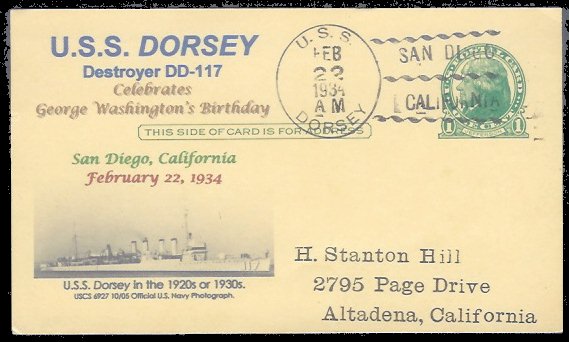 U.S.S. DORSEY
Destroyer DD-117
Celebrates
George Washington's Birthday
THIS SIDE OF CARD IS FOR ADDRESS
San Diego, California
February 22, 1934
117
U.S.S. Dorsey in the 1920s or 1930s.
USCS 6927 10/05 Official U.S. Navy Photograph.
U.S.S.
FEB
22
1934
AM
DORSEY
SAN DIEGO
CALIFORNIA
1 1
H. Stanton Hill
2795 Page Drive
Altadena, California